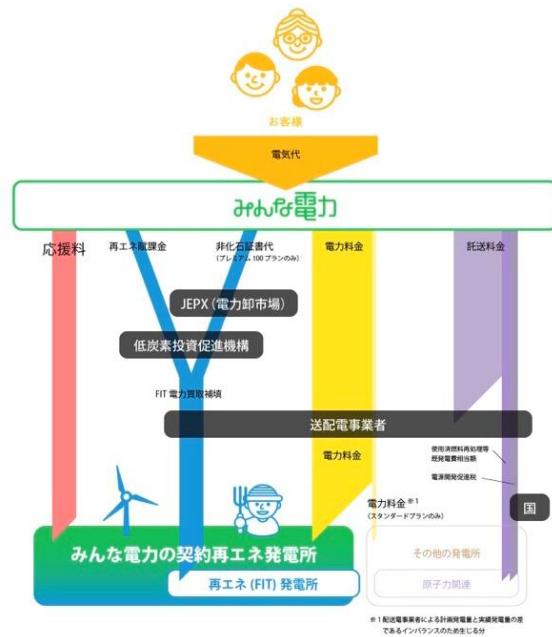 お客様
電気代
みんな電力
応援料
再エネ賦課金
非化石証書代
(プレミアム100プランのみ)
電力料金
託送料金
JEPX(電力卸市場)
低炭素投資促進機構
FIT電力買取補填
送配電事業者
電力料金
使用済燃料再処理等
既発電費相当額
電源開発促進税
電力料金※1
(スタンダードプランのみ)
国
みんな電力の契約再エネ発電所
再エネ(FIT)発電所
その他の発電所
原子力関連
※1配送電事業者による計画発電量と実績発電量の差
であるインバランスのため生じる分